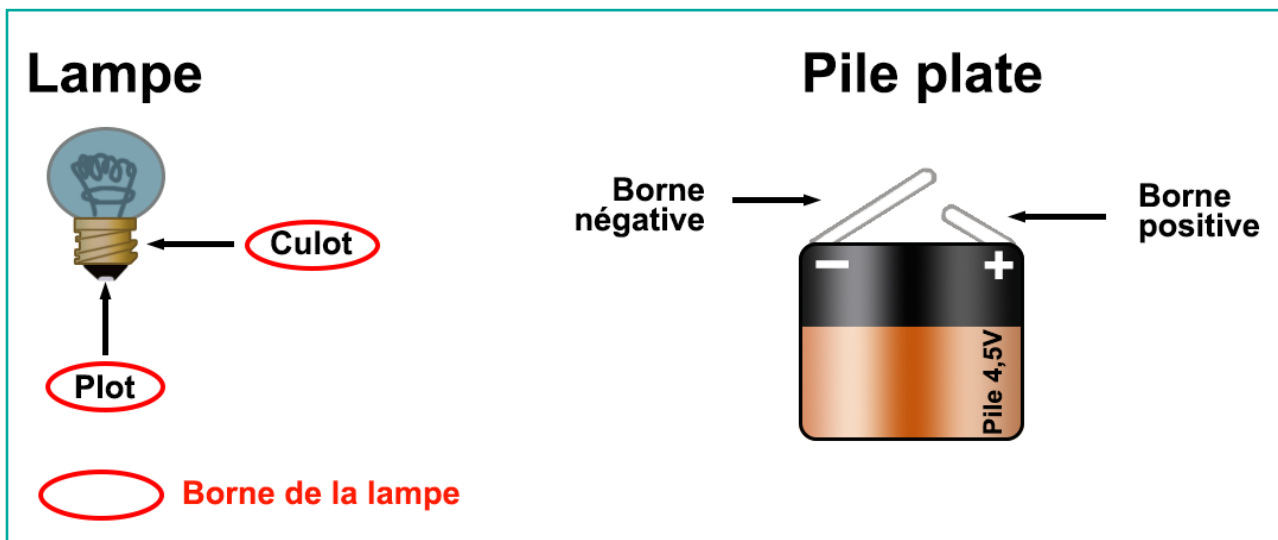 Lampe
Culot
Plot
Borne de la lampe
Pile plate
Borne
négative
Borne
positive
−
+
Pile 4,5V